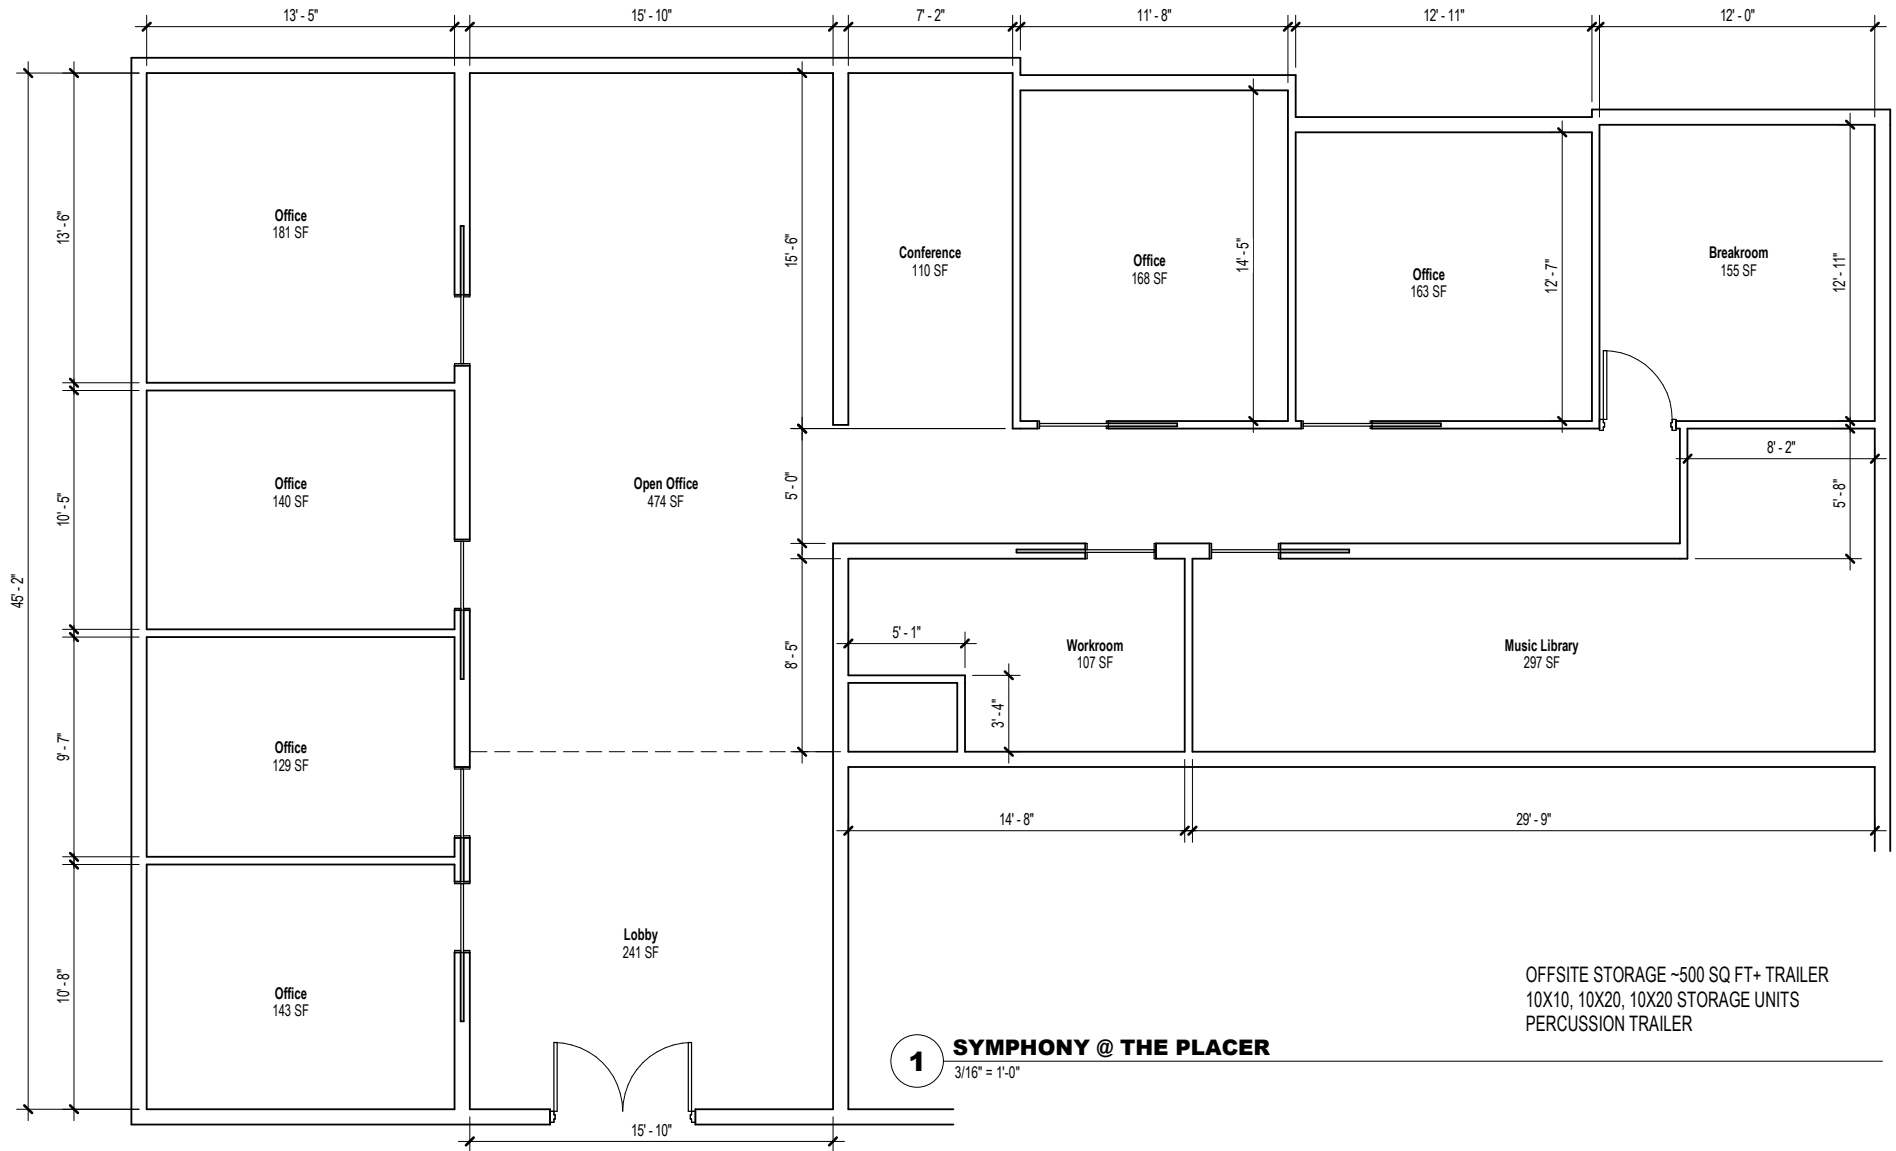 13' - 5"
15' - 10"
7' - 2"
11' - 8"
12' - 11"
12' - 0"
Office
181 SF
13' - 6"
15' - 6"
Conference
110 SF
Office
168 SF
14' - 5"
Office
163 SF
12' - 7"
Breakroom
155 SF
12' - 11"
8' - 2"
Office
140 SF
10' - 5"
Open Office
474 SF
5' - 0"
5' - 8"
45' - 2"
5' - 1"
Workroom
107 SF
Music Library
297 SF
8' - 5"
3' - 4"
Office
129 SF
9' - 7"
14' - 8"
29' - 9"
Lobby
241 SF
Office
143 SF
10' - 8"
OFFSITE STORAGE ~500 SQ FT+ TRAILER
10X10, 10X20, 10X20 STORAGE UNITS
PERCUSSION TRAILER
1
SYMPHONY @ THE PLACER
3/16" = 1'-0"
15' - 10"